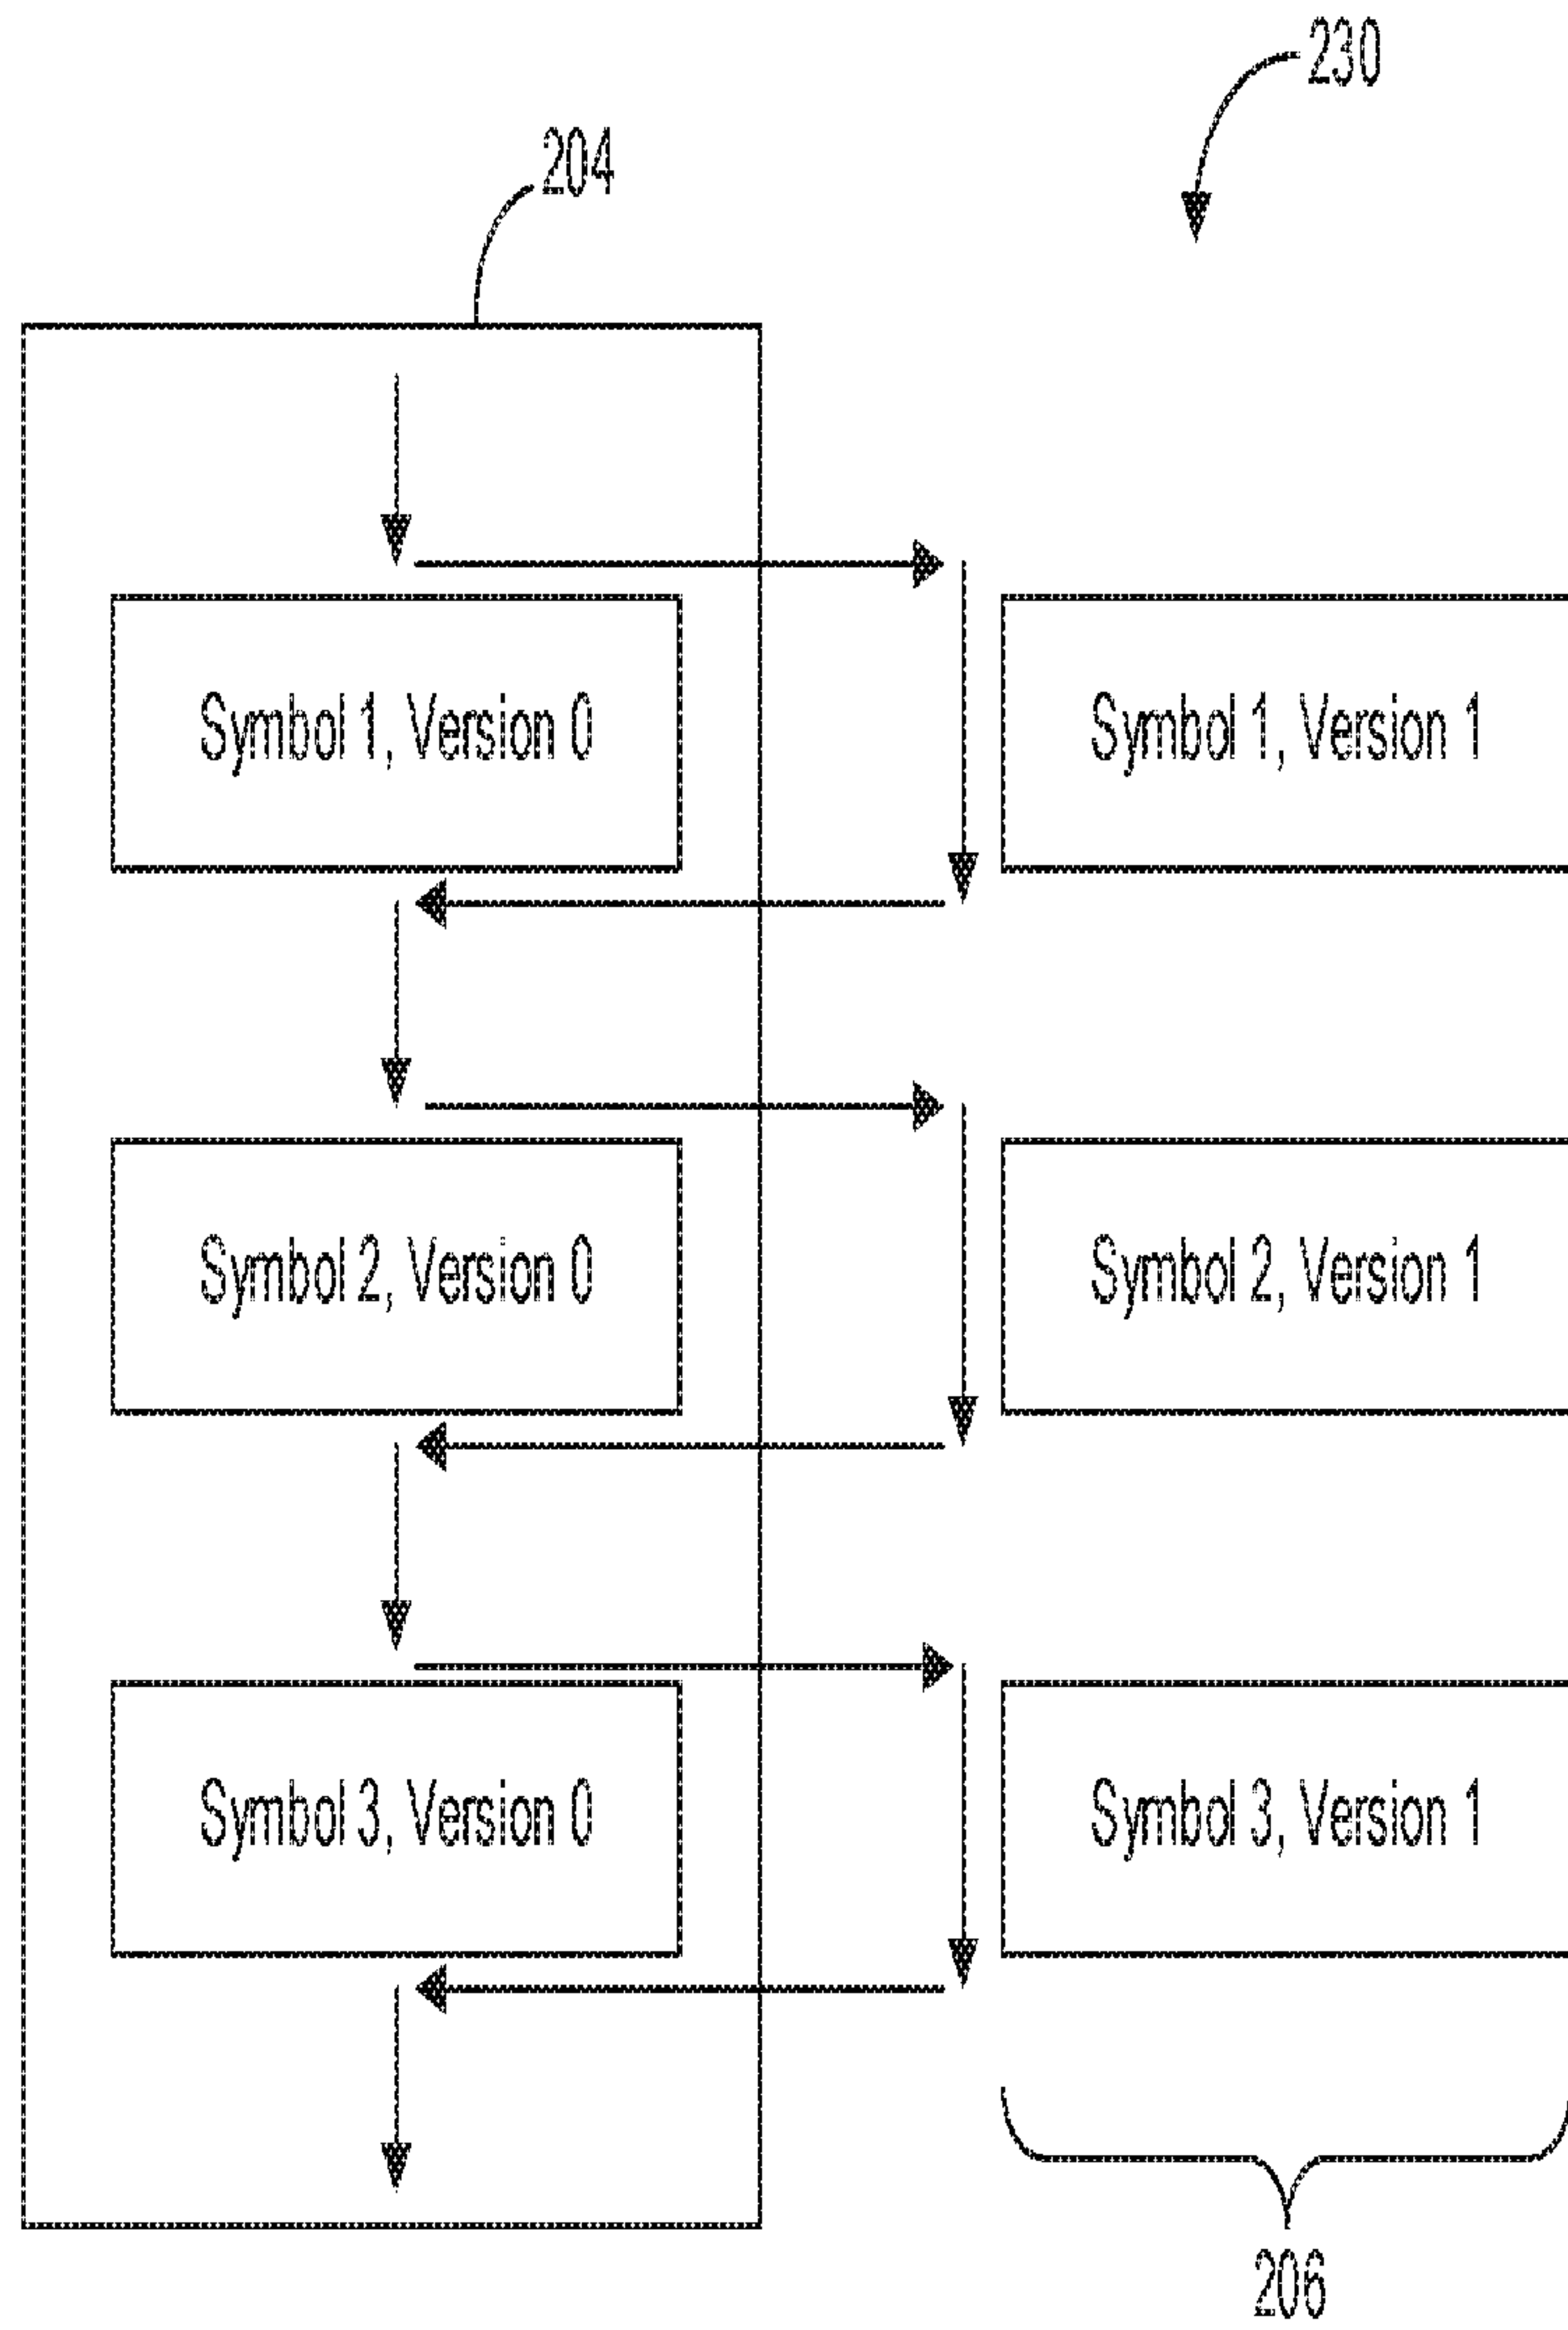 230
204
Symbol 1, Version 0
Symbol 1, Version 1
Symbol 2, Version 0
Symbol 2, Version 1
Symbol 3, Version 0
Symbol 3, Version 1
206